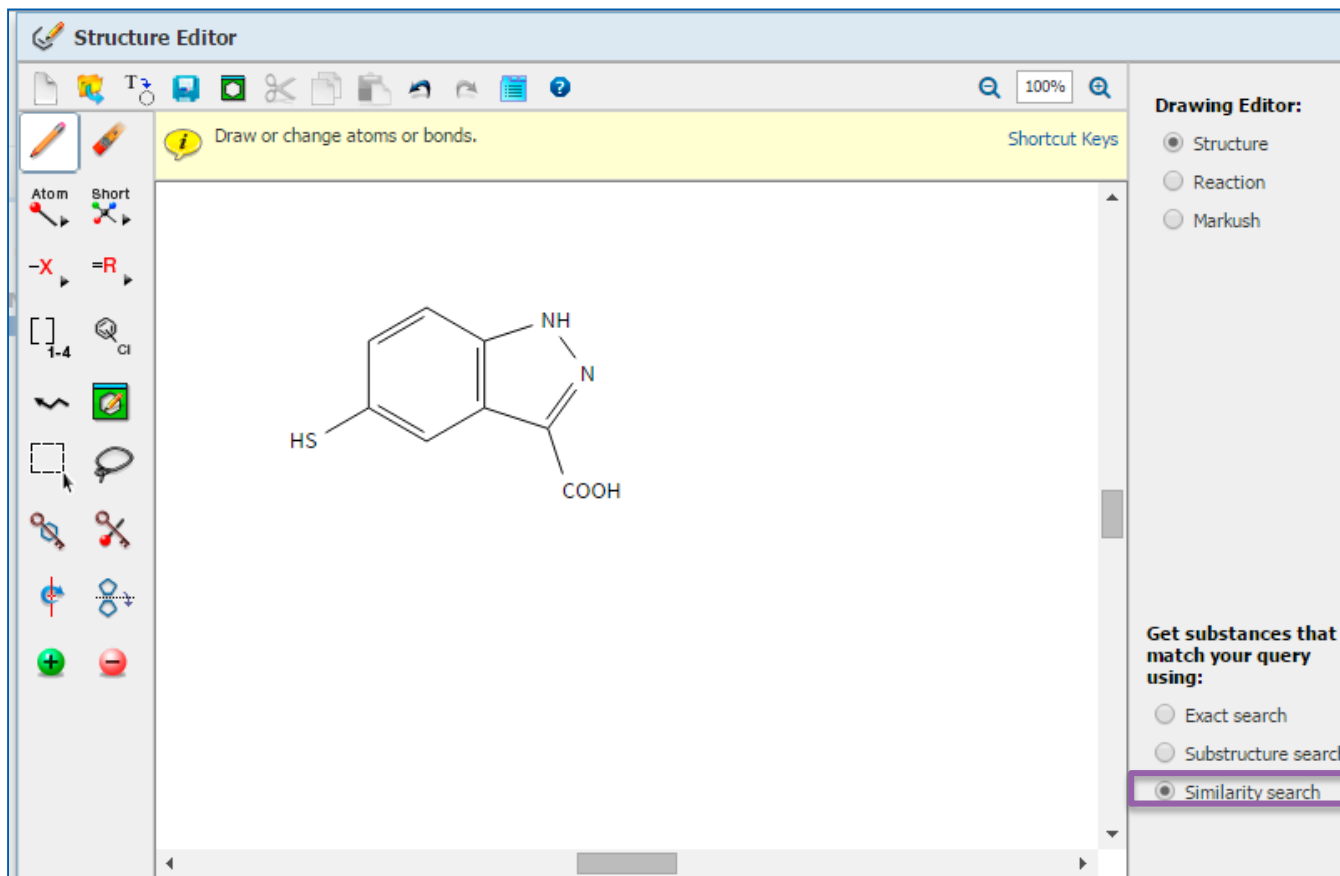 Structure Editor
T
100%
Drawing Editor:
Draw or change atoms or bonds.
Shortcut Keys
Structure
Reaction
Markush
Atom
Short
-X
=R
[ ] 1-4
Cl
NH
N
HS
COOH
Get substances that
match your query
using:
Exact search
Substructure search
Similarity search